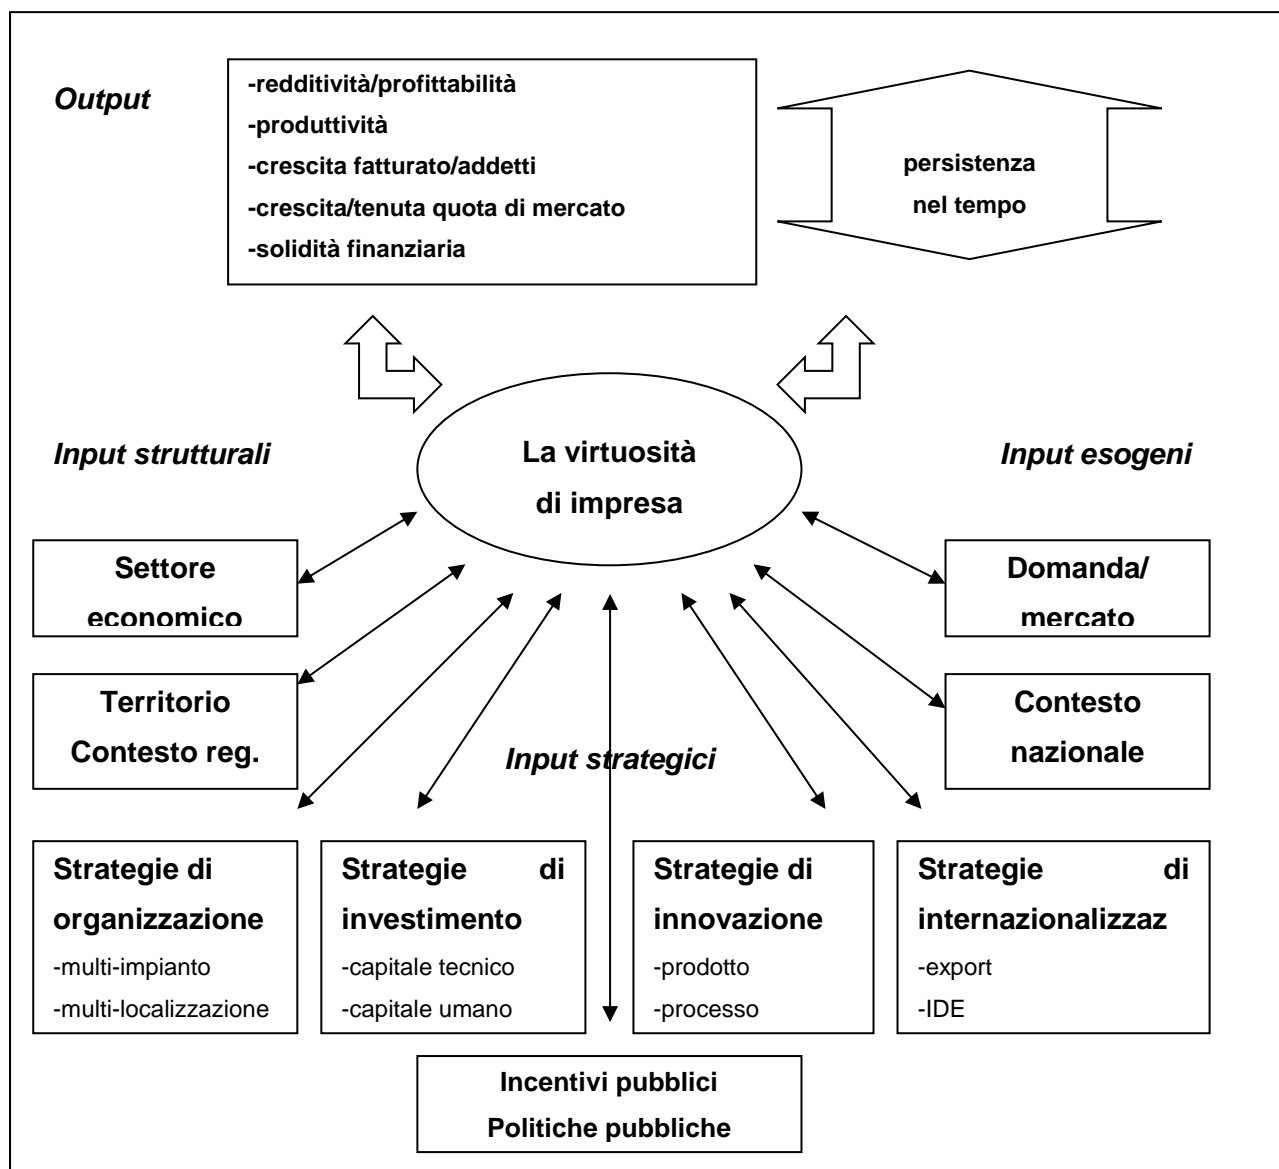 Output
-redditività/profittabilità
-produttività
-crescita fatturato/addetti
-crescita/tenuta quota di mercato
-solidità finanziaria
persistenza
nel tempo
La virtuosità
di impresa
Input strutturali
Input esogeni
Settore
economico
Domanda/
mercato
Territorio
Contesto reg.
Contesto
nazionale
Input strategici
Strategie di
organizzazione
-multi-impianto
-multi-localizzazione
Strategie di
investimento
-capitale tecnico
-capitale umano
Strategie di
innovazione
-prodotto
-processo
Strategie di
internazionalizzaz
-export
-IDE
Incentivi pubblici
Politiche pubbliche